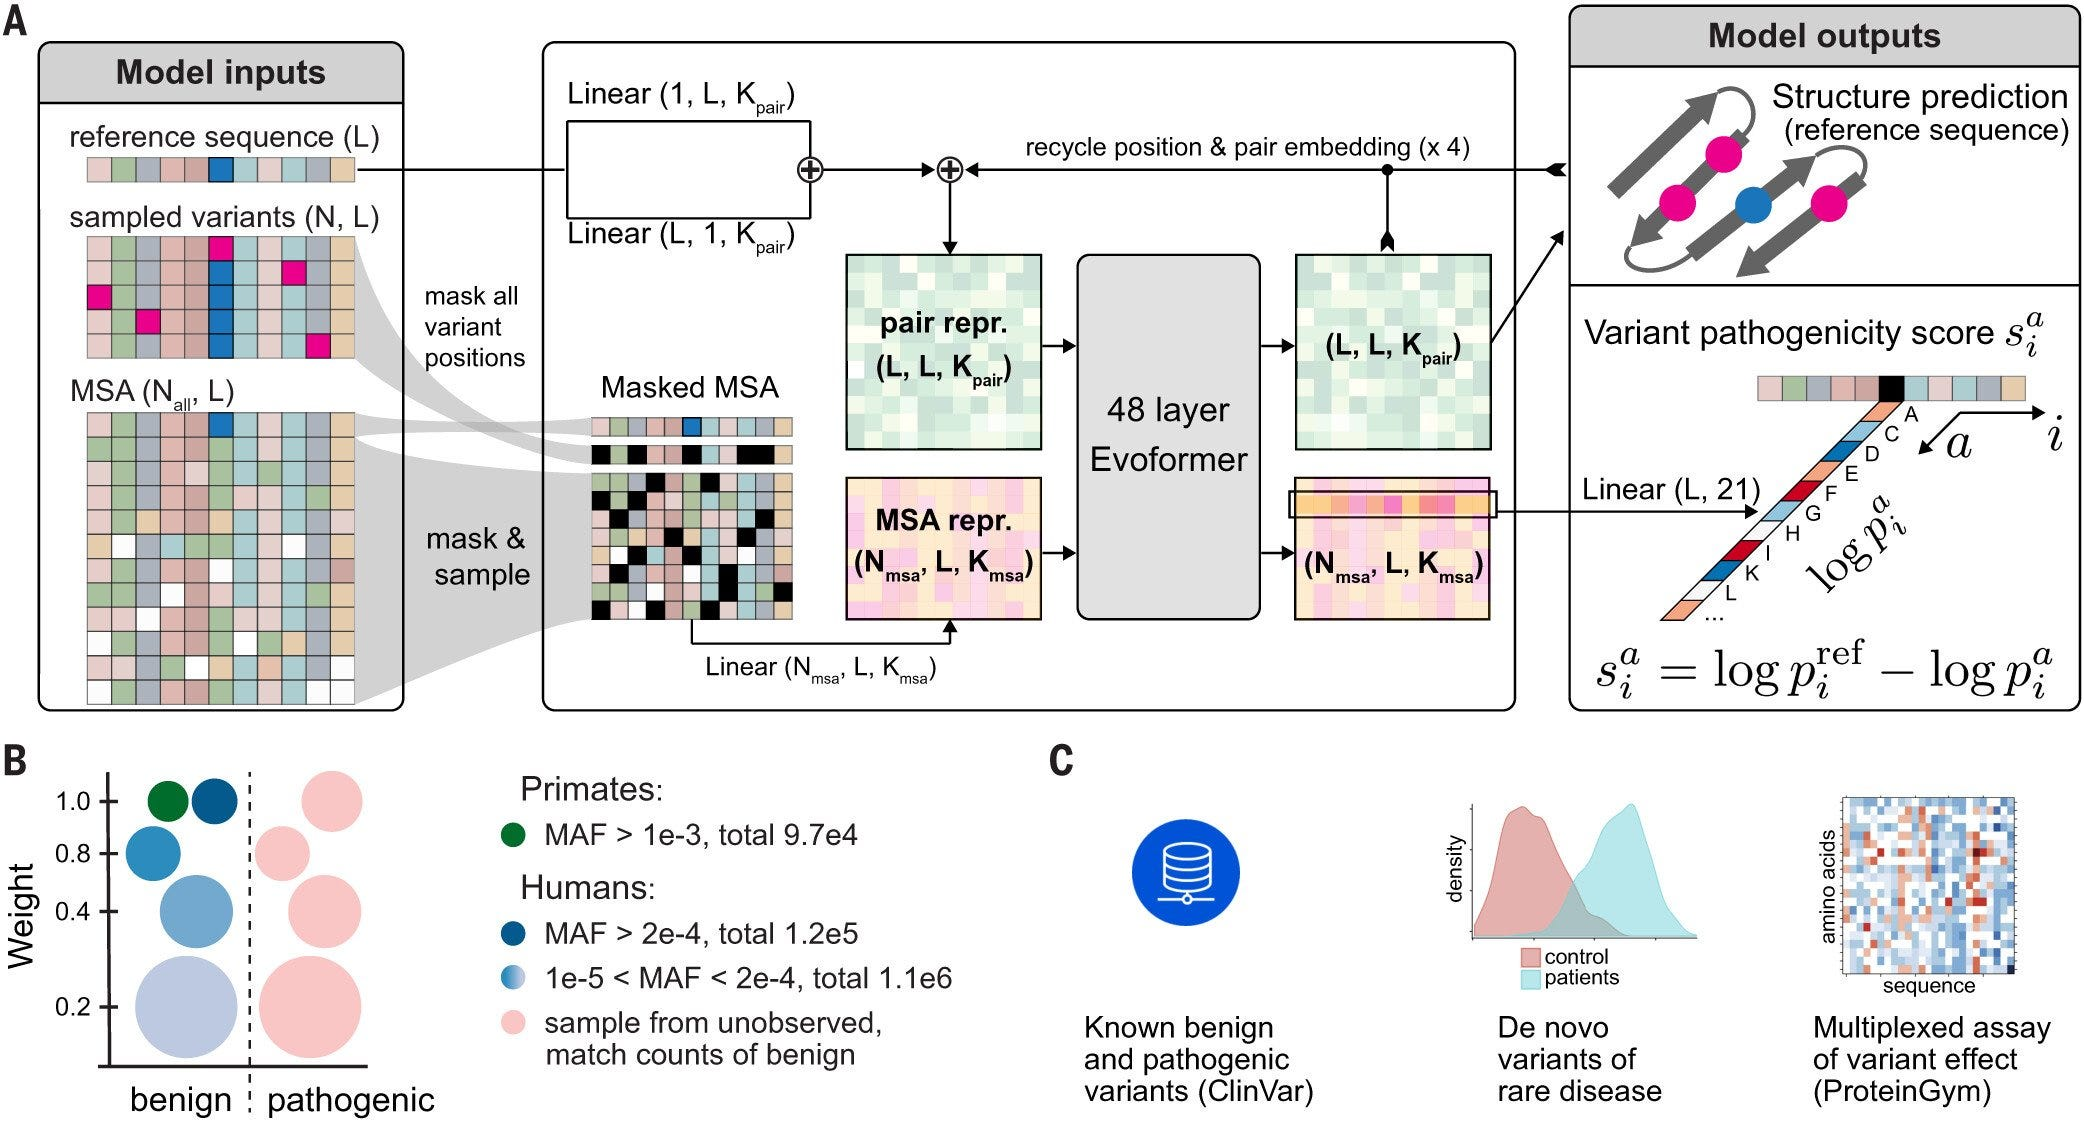 A
Model inputs
reference sequence (L)
sampled variants (N, L)
MSA (Nall, L)
mask all
variant
positions
mask &
sample
Linear (1, L, Kpair)
Linear (L, 1, Kpair)
recycle position & pair embedding (x 4)
Masked MSA
pair repr.
(L, L, Kpair)
MSA repr.
(Nmsa, L, Kmsa)
48 layer
Evoformer
(L, L, Kpair)
(Nmsa, L, Kmsa)
Linear (Nmsa, L, Kmsa)
Model outputs
Structure prediction
(reference sequence)
Variant pathogenicity score s_i^a
A
C
D
E
F
G
H
I
K
L
...
a
i
Linear (L, 21)
log p_i^a
s_i^a = log p_i^ref − log p_i^a
B
Weight
1.0
0.8
0.4
0.2
benign
pathogenic
Primates:
MAF > 1e-3, total 9.7e4
Humans:
MAF > 2e-4, total 1.2e5
1e-5 < MAF < 2e-4, total 1.1e6
sample from unobserved,
match counts of benign
C
Known benign
and pathogenic
variants (ClinVar)
density
control
patients
De novo
variants of
rare disease
amino acids
sequence
Multiplexed assay
of variant effect
(ProteinGym)